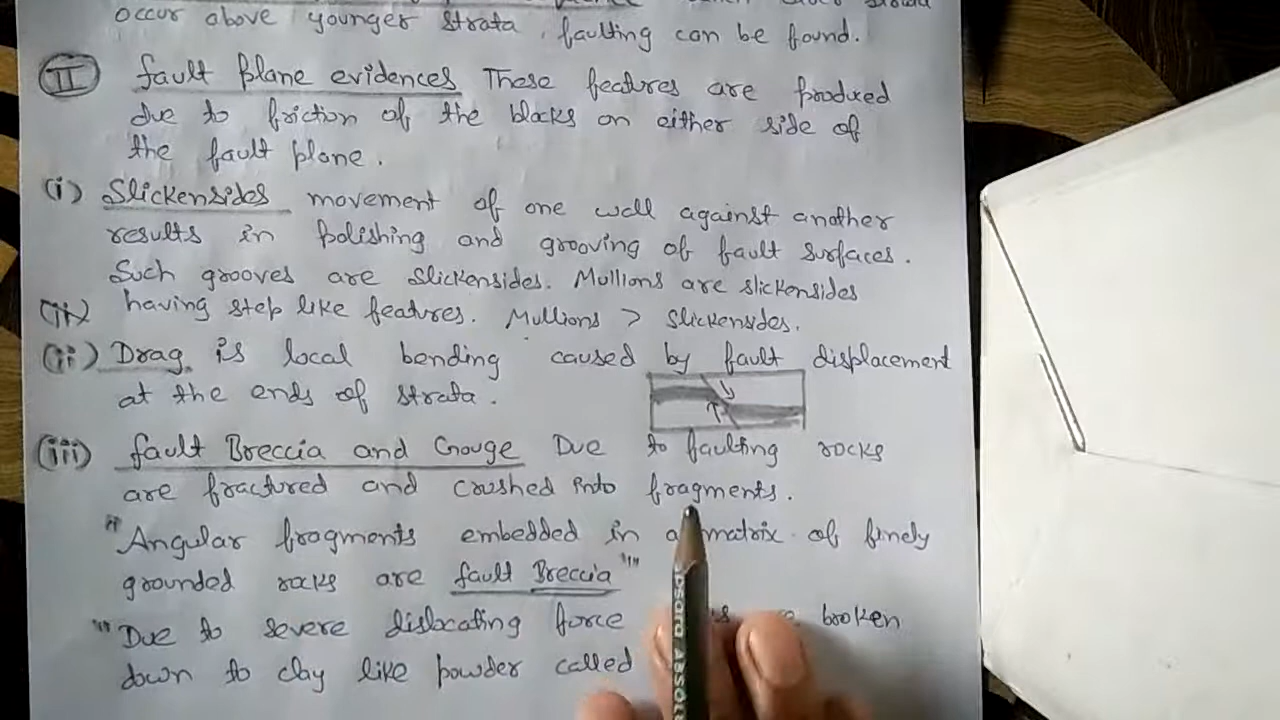 occur above younger strata, faulting can be found.
II fault plane evidences These features are produced
due to friction of the blocks on either side of
the fault plane.
(i) Slickensides movement of one wall against another
results in polishing and grooving of fault surfaces.
Such grooves are slickensides. Mullions are slickensides
(ii) having step like features. Mullions > slickensides.
(ii) Drag is local bending caused by fault displacement
at the ends of strata.
(iii) fault Breccia and Gouge Due to faulting rocks
are fractured and crushed into fragments.
"Angular fragments embedded in a matrix of finely
grounded rocks are fault Breccia"
"Due to severe dislocating force broken
down to clay like powder called
apsara ABSOL